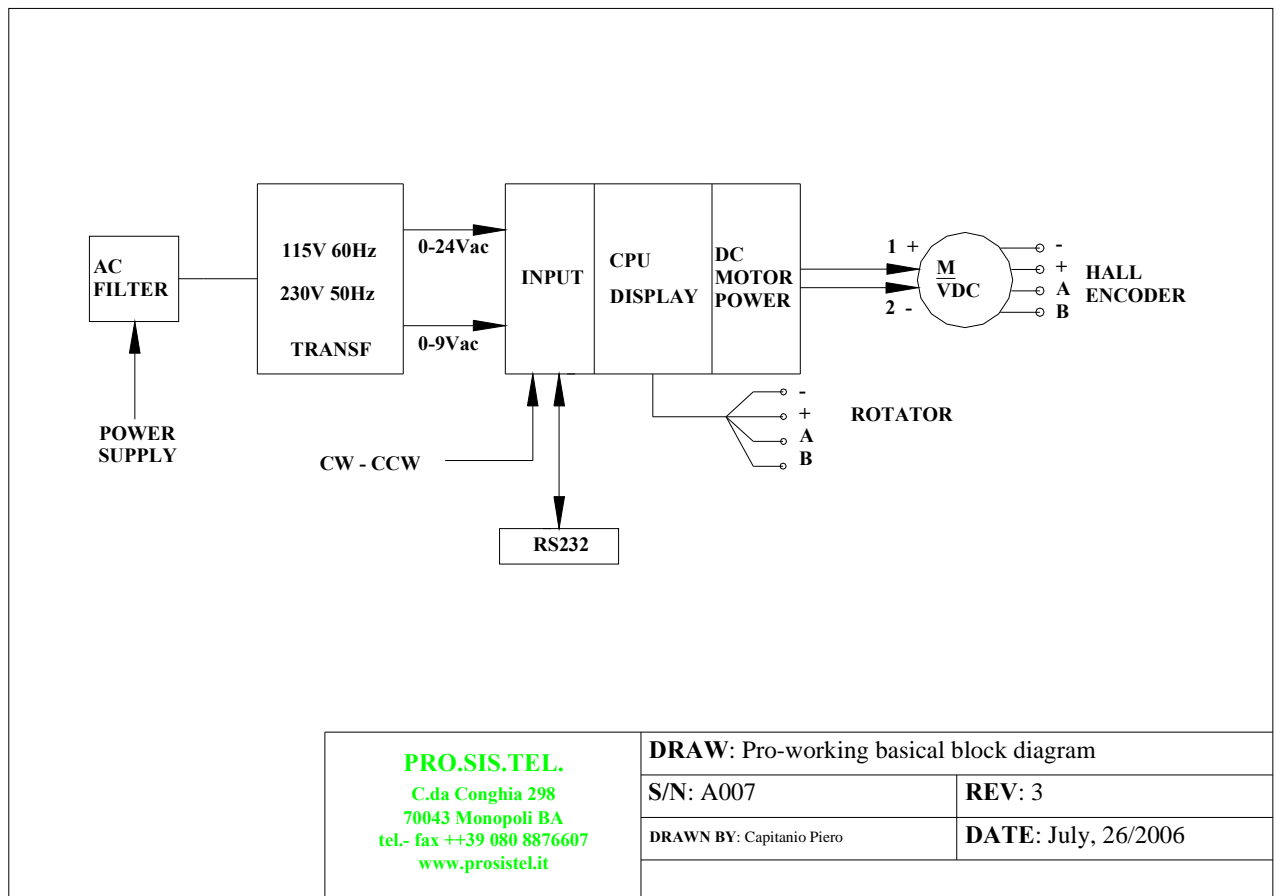 AC
FILTER
POWER
SUPPLY
115V 60Hz
230V 50Hz
TRANSF
0-24Vac
0-9Vac
INPUT
CPU
DISPLAY
DC
MOTOR
POWER
1 +
2 -
M
VDC
-
+
A
B
HALL
ENCODER
-
+
A
B
ROTATOR
CW - CCW
RS232
PRO.SIS.TEL.
C.da Conghia 298
70043 Monopoli BA
tel.- fax ++39 080 8876607
www.prosistel.it
DRAW: Pro-working basical block diagram
S/N: A007
REV: 3
DRAWN BY: Capitanio Piero
DATE: July, 26/2006